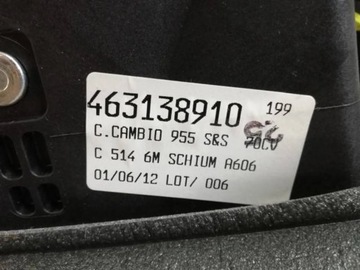 463138910 199
C.CAMBIO 955 S&S 70CV
C 514 6M SCHIUM A606
01/06/12 LOT/ 006